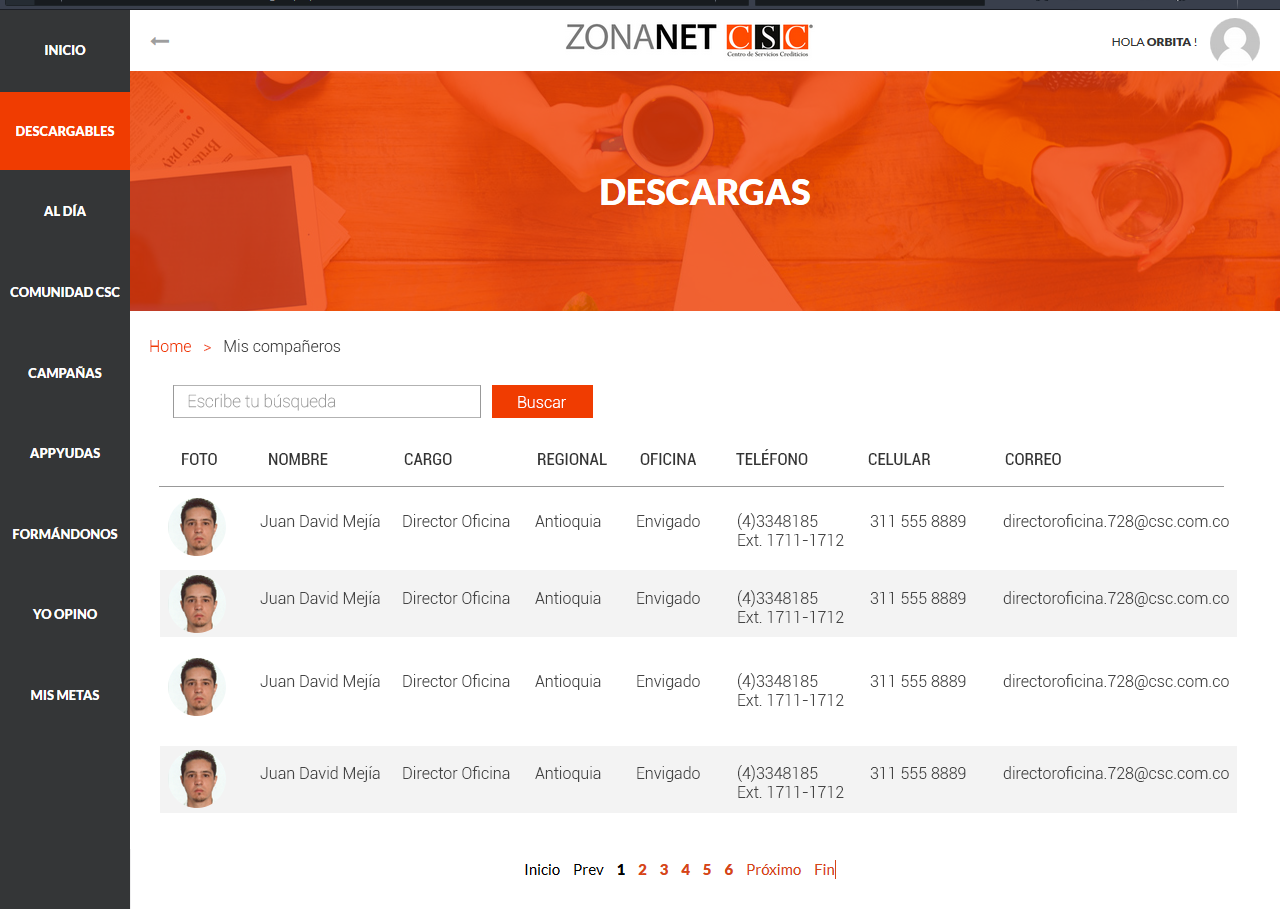 INICIO
DESCARGABLES
AL DÍA
COMUNIDAD CSC
CAMPAÑAS
APPYUDAS
FORMÁNDONOS
YO OPINO
MIS METAS
ZONANET CSC
Centro de Servicios Crediticios
HOLA ORBITA !
DESCARGAS
Home > Mis compañeros
Escribe tu búsqueda Buscar
FOTO NOMBRE CARGO REGIONAL OFICINA TELÉFONO CELULAR CORREO
Juan David Mejía Director Oficina Antioquia Envigado (4)3348185 311 555 8889 directoroficina.728@csc.com.co
Ext. 1711-1712
Juan David Mejía Director Oficina Antioquia Envigado (4)3348185 311 555 8889 directoroficina.728@csc.com.co
Ext. 1711-1712
Juan David Mejía Director Oficina Antioquia Envigado (4)3348185 311 555 8889 directoroficina.728@csc.com.co
Ext. 1711-1712
Juan David Mejía Director Oficina Antioquia Envigado (4)3348185 311 555 8889 directoroficina.728@csc.com.co
Ext. 1711-1712
Inicio Prev 1 2 3 4 5 6 Próximo Fin